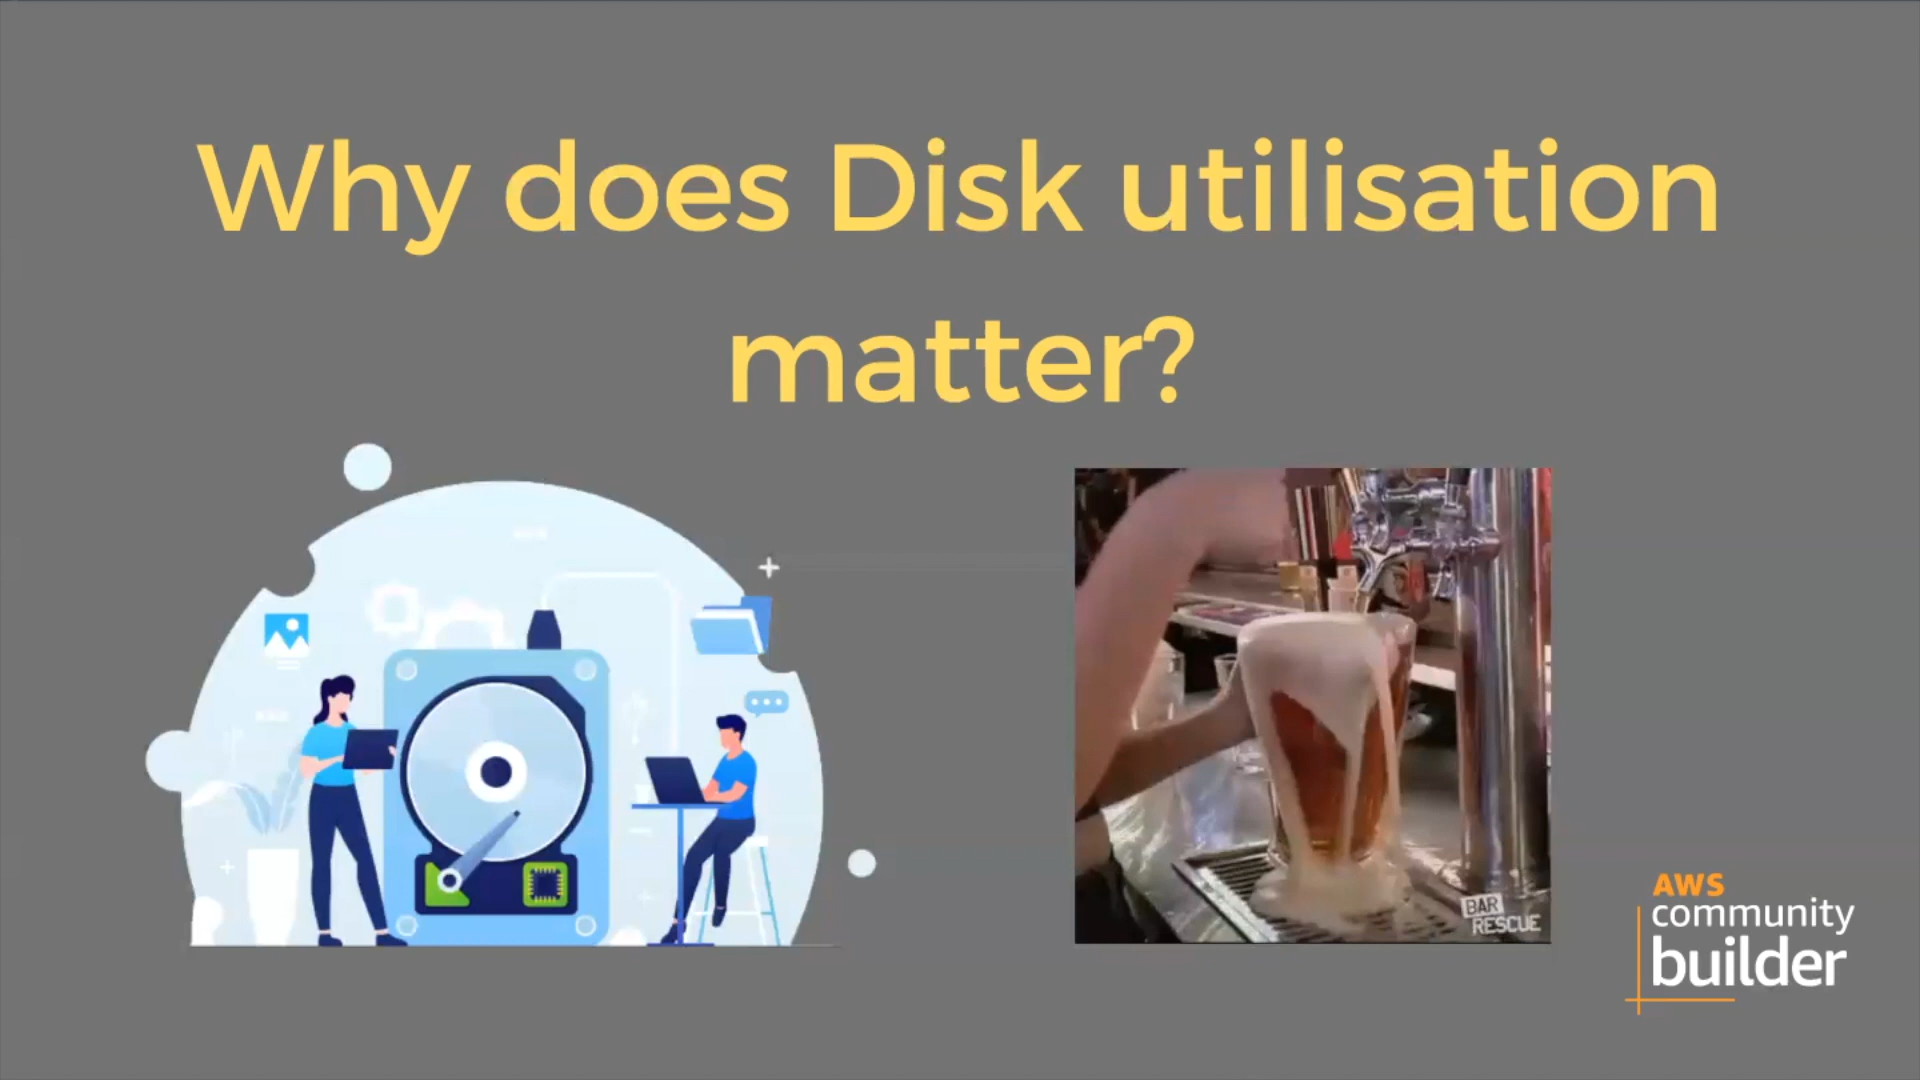 Why does Disk utilisation
matter?
BAR
RESCUE
AWS
community
builder